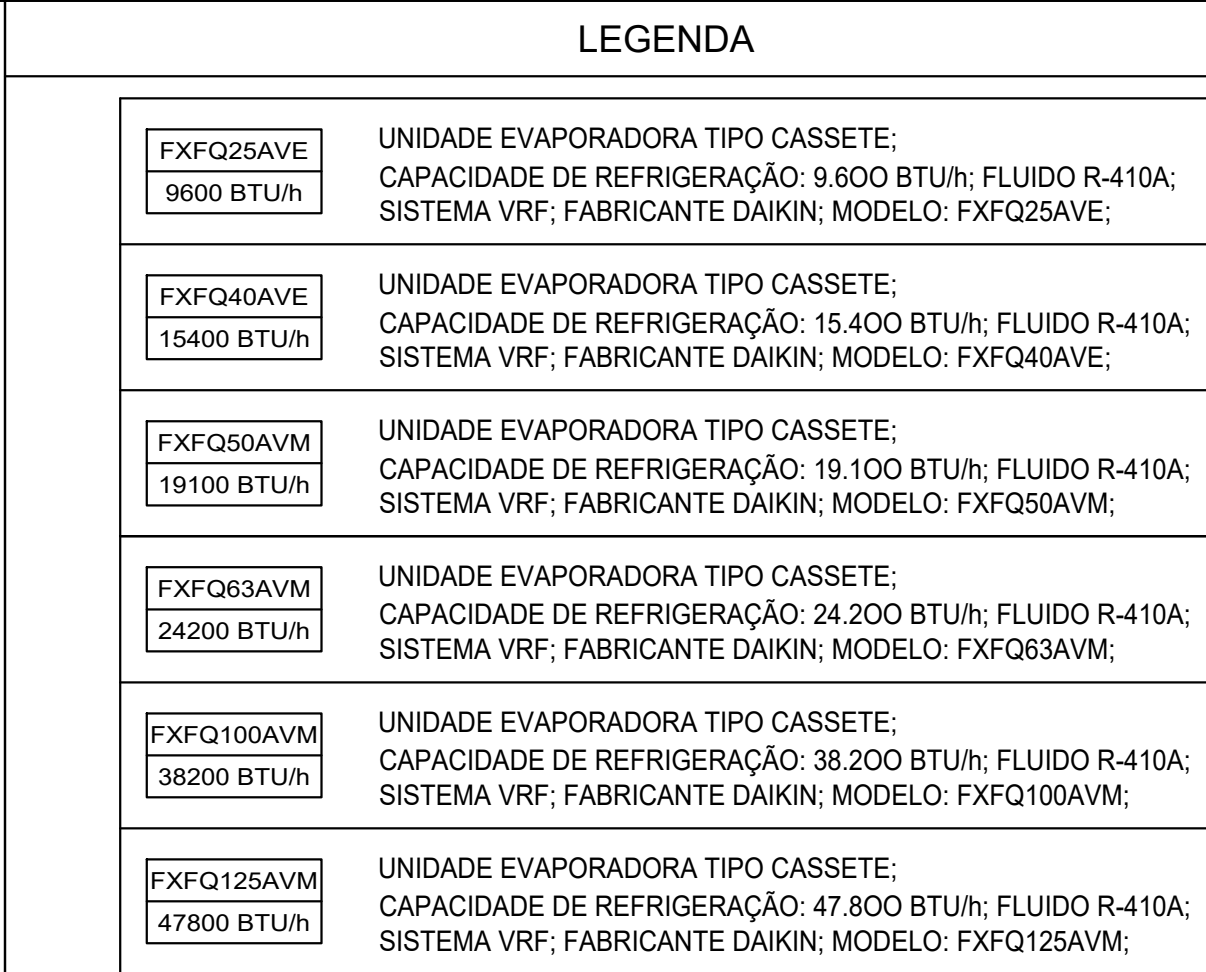 LEGENDA
FXFQ25AVE
9600 BTU/h
UNIDADE EVAPORADORA TIPO CASSETE;
CAPACIDADE DE REFRIGERAÇÃO: 9.6OO BTU/h; FLUIDO R-410A;
SISTEMA VRF; FABRICANTE DAIKIN; MODELO: FXFQ25AVE;
FXFQ40AVE
15400 BTU/h
UNIDADE EVAPORADORA TIPO CASSETE;
CAPACIDADE DE REFRIGERAÇÃO: 15.4OO BTU/h; FLUIDO R-410A;
SISTEMA VRF; FABRICANTE DAIKIN; MODELO: FXFQ40AVE;
FXFQ50AVM
19100 BTU/h
UNIDADE EVAPORADORA TIPO CASSETE;
CAPACIDADE DE REFRIGERAÇÃO: 19.1OO BTU/h; FLUIDO R-410A;
SISTEMA VRF; FABRICANTE DAIKIN; MODELO: FXFQ50AVM;
FXFQ63AVM
24200 BTU/h
UNIDADE EVAPORADORA TIPO CASSETE;
CAPACIDADE DE REFRIGERAÇÃO: 24.2OO BTU/h; FLUIDO R-410A;
SISTEMA VRF; FABRICANTE DAIKIN; MODELO: FXFQ63AVM;
FXFQ100AVM
38200 BTU/h
UNIDADE EVAPORADORA TIPO CASSETE;
CAPACIDADE DE REFRIGERAÇÃO: 38.2OO BTU/h; FLUIDO R-410A;
SISTEMA VRF; FABRICANTE DAIKIN; MODELO: FXFQ100AVM;
FXFQ125AVM
47800 BTU/h
UNIDADE EVAPORADORA TIPO CASSETE;
CAPACIDADE DE REFRIGERAÇÃO: 47.8OO BTU/h; FLUIDO R-410A;
SISTEMA VRF; FABRICANTE DAIKIN; MODELO: FXFQ125AVM;